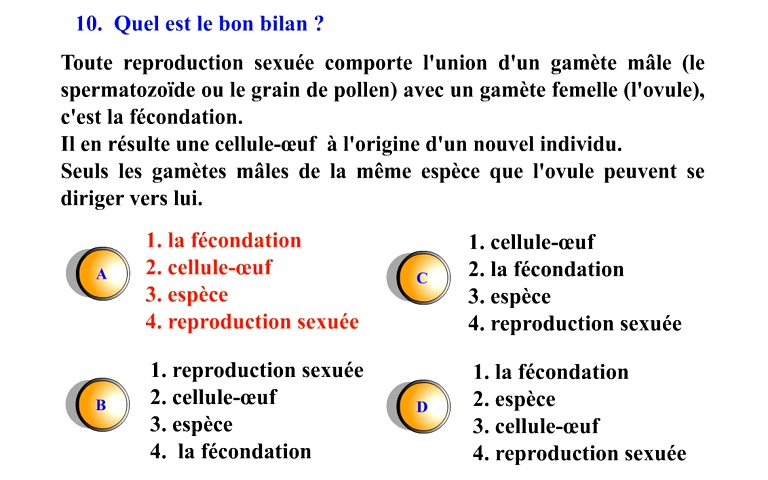 10. Quel est le bon bilan ?
Toute reproduction sexuée comporte l'union d'un gamète mâle (le
spermatozoïde ou le grain de pollen) avec un gamète femelle (l'ovule),
c'est la fécondation.
Il en résulte une cellule-œuf à l'origine d'un nouvel individu.
Seuls les gamètes mâles de la même espèce que l'ovule peuvent se
diriger vers lui.
A
1. la fécondation
2. cellule-œuf
3. espèce
4. reproduction sexuée
C
1. cellule-œuf
2. la fécondation
3. espèce
4. reproduction sexuée
B
1. reproduction sexuée
2. cellule-œuf
3. espèce
4. la fécondation
D
1. la fécondation
2. espèce
3. cellule-œuf
4. reproduction sexuée